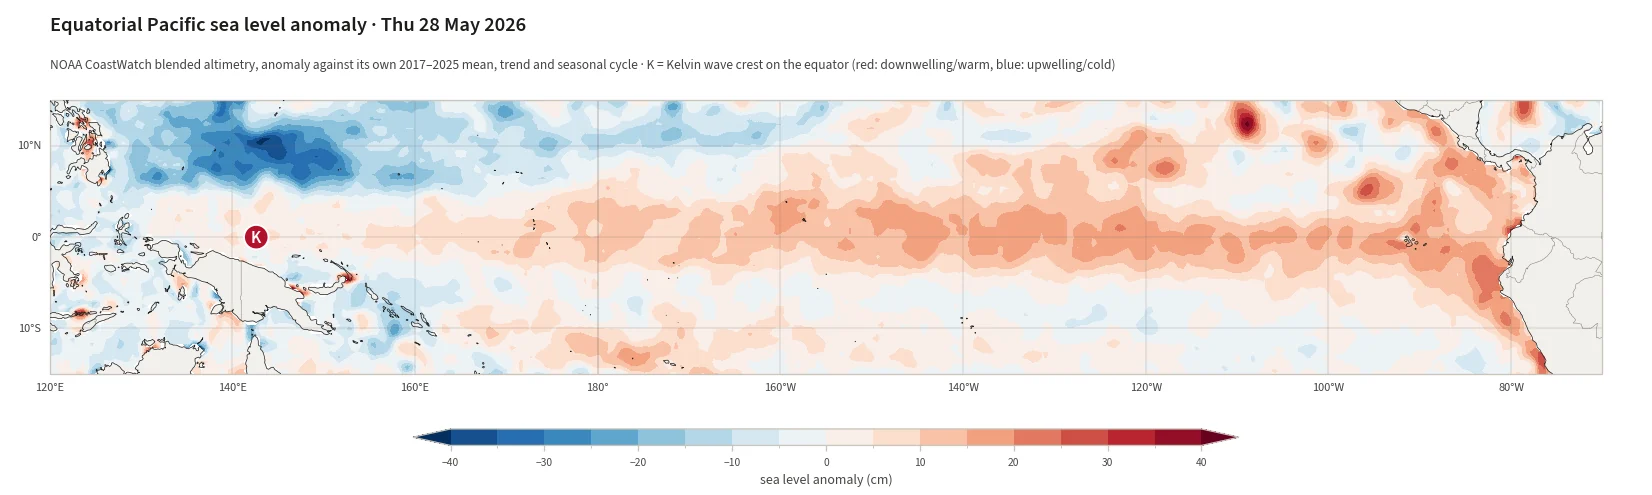 Equatorial Pacific sea level anomaly · Thu 28 May 2026
NOAA CoastWatch blended altimetry, anomaly against its own 2017–2025 mean, trend and seasonal cycle · K = Kelvin wave crest on the equator (red: downwelling/warm, blue: upwelling/cold)
10°N
0°
K
10°S
120°E 140°E 160°E 180° 160°W 140°W 120°W 100°W 80°W
−40 −30 −20 −10 0 10 20 30 40
sea level anomaly (cm)